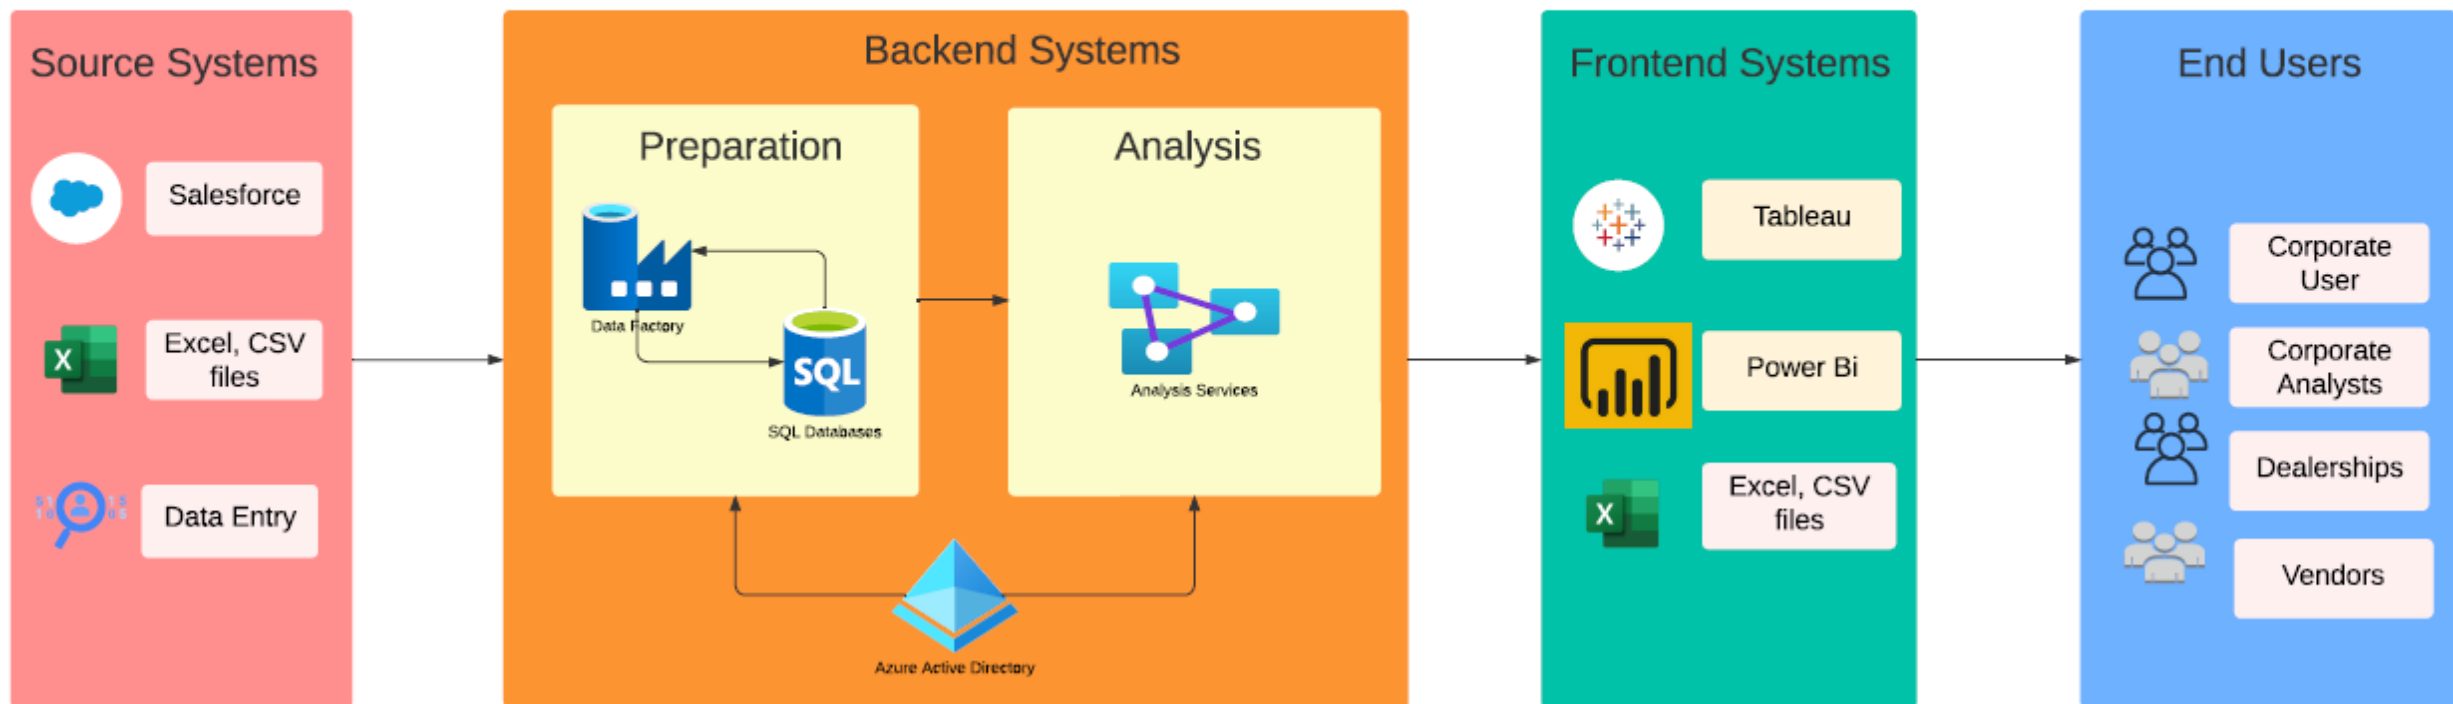 Source Systems
Salesforce
Excel, CSV
files
Data Entry
Backend Systems
Preparation
Data Factory
SQL
SQL Databases
Analysis
Analysis Services
Azure Active Directory
Frontend Systems
Tableau
Power Bi
X
Excel, CSV
files
End Users
Corporate
User
Corporate
Analysts
Dealerships
Vendors